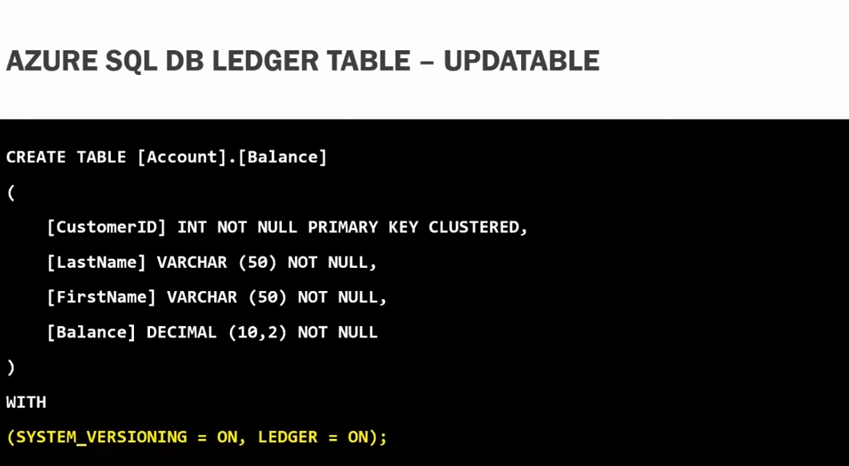 AZURE SQL DB LEDGER TABLE – UPDATABLE
CREATE TABLE [Account].[Balance]
(
[CustomerID] INT NOT NULL PRIMARY KEY CLUSTERED,
[LastName] VARCHAR (50) NOT NULL,
[FirstName] VARCHAR (50) NOT NULL,
[Balance] DECIMAL (10,2) NOT NULL
)
WITH
(SYSTEM_VERSIONING = ON, LEDGER = ON);